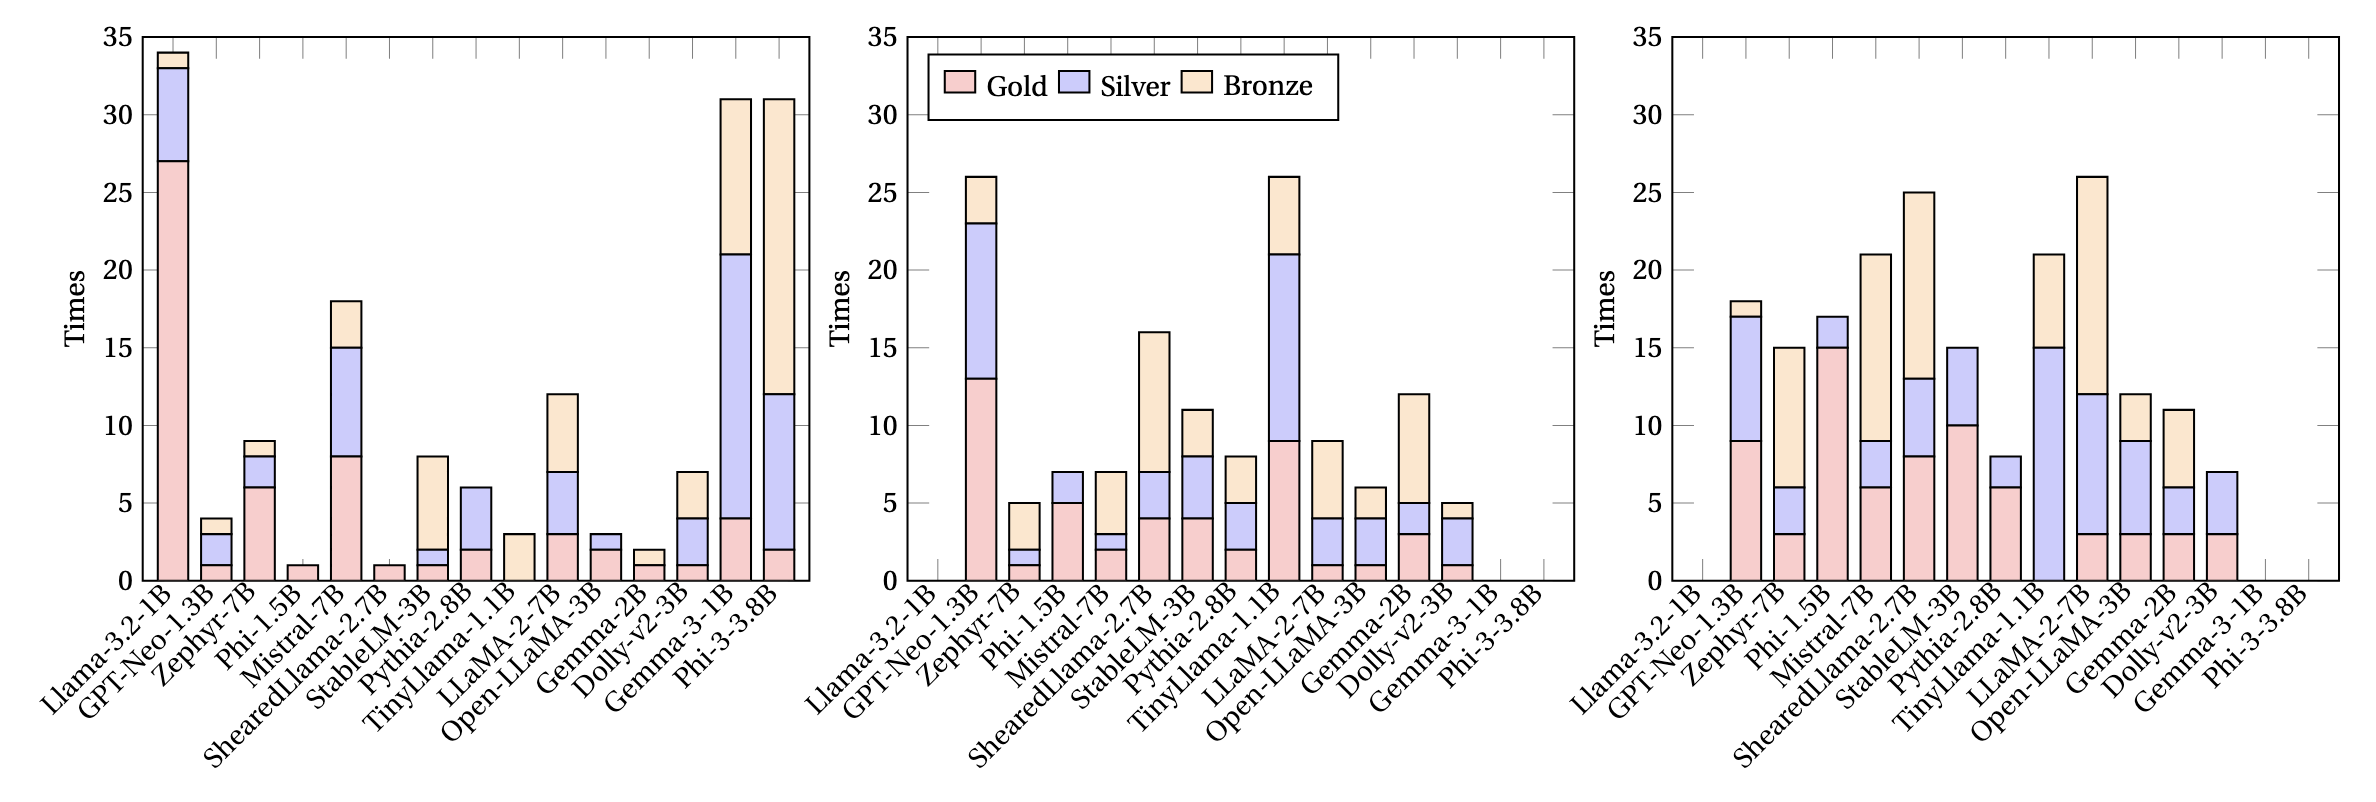 35
30
25
20
15
10
5
0
Times
Llama-3.2-1B
GPT-Neo-1.3B
Zephyr-7B
Phi-1.5B
Mistral-7B
ShearedLlama-2.7B
StableLM-3B
Pythia-2.8B
TinyLlama-1.1B
LLaMA-2-7B
Open-LLaMA-3B
Gemma-2B
Dolly-v2-3B
Gemma-3-1B
Phi-3-3.8B
35
30
25
20
15
10
5
0
Times
Gold Silver Bronze
Llama-3.2-1B
GPT-Neo-1.3B
Zephyr-7B
Phi-1.5B
Mistral-7B
ShearedLlama-2.7B
StableLM-3B
Pythia-2.8B
TinyLlama-1.1B
LLaMA-2-7B
Open-LLaMA-3B
Gemma-2B
Dolly-v2-3B
Gemma-3-1B
Phi-3-3.8B
35
30
25
20
15
10
5
0
Times
Llama-3.2-1B
GPT-Neo-1.3B
Zephyr-7B
Phi-1.5B
Mistral-7B
ShearedLlama-2.7B
StableLM-3B
Pythia-2.8B
TinyLlama-1.1B
LLaMA-2-7B
Open-LLaMA-3B
Gemma-2B
Dolly-v2-3B
Gemma-3-1B
Phi-3-3.8B